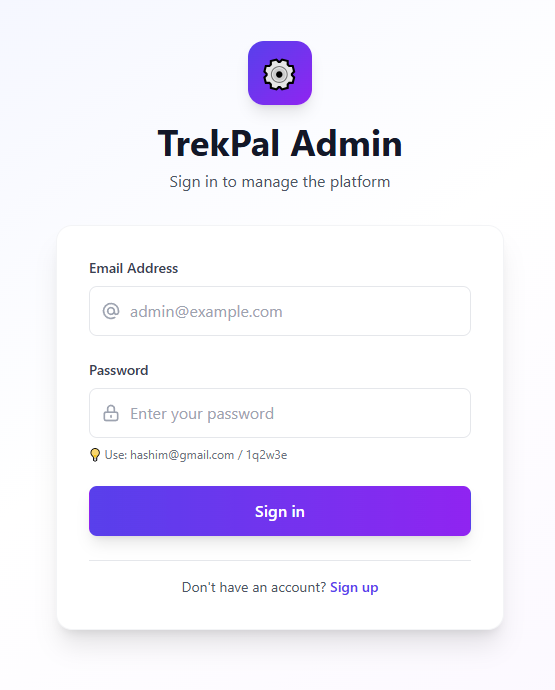 TrekPal Admin
Sign in to manage the platform
Email Address
admin@example.com
Password
Enter your password
Use: hashim@gmail.com / 1q2w3e
Sign in
Don't have an account? Sign up